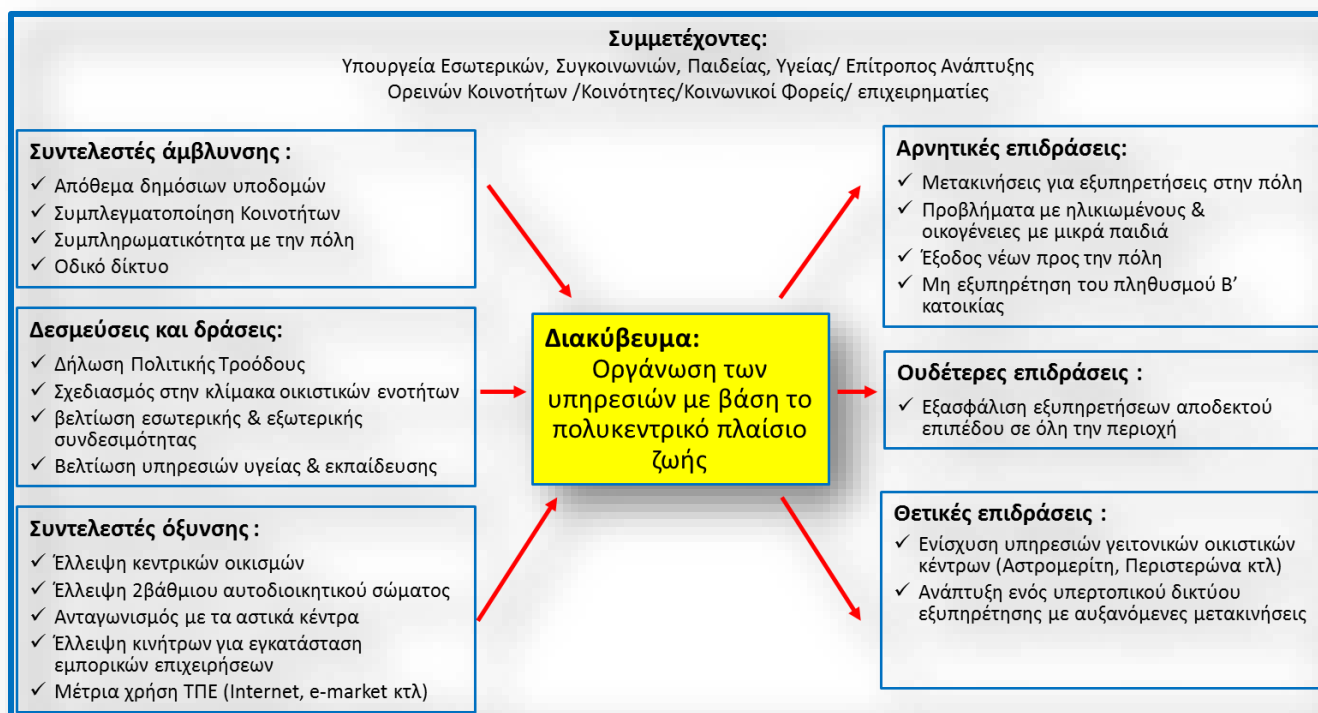 Συμμετέχοντες:
Υπουργεία Εσωτερικών, Συγκοινωνιών, Παιδείας, Υγείας/ Επίτροπος Ανάπτυξης
Ορεινών Κοινοτήτων /Κοινότητες/Κοινωνικοί Φορείς/ επιχειρηματίες
Συντελεστές άμβλυνσης :
✓ Απόθεμα δημόσιων υποδομών
✓ Συμπλεγματοποίηση Κοινοτήτων
✓ Συμπληρωματικότητα με την πόλη
✓ Οδικό δίκτυο
Δεσμεύσεις και δράσεις:
✓ Δήλωση Πολιτικής Τροόδους
✓ Σχεδιασμός στην κλίμακα οικιστικών ενοτήτων
✓ βελτίωση εσωτερικής & εξωτερικής
συνδεσιμότητας
✓ Βελτίωση υπηρεσιών υγείας & εκπαίδευσης
Συντελεστές όξυνσης :
✓ Έλλειψη κεντρικών οικισμών
✓ Έλλειψη 2βάθμιου αυτοδιοικητικού σώματος
✓ Ανταγωνισμός με τα αστικά κέντρα
✓ Έλλειψη κινήτρων για εγκατάσταση
εμπορικών επιχειρήσεων
✓ Μέτρια χρήση ΤΠΕ (Internet, e-market κτλ)
Διακύβευμα:
Οργάνωση των
υπηρεσιών με βάση το
πολυκεντρικό πλαίσιο
ζωής
Αρνητικές επιδράσεις:
✓ Μετακινήσεις για εξυπηρετήσεις στην πόλη
✓ Προβλήματα με ηλικιωμένους &
οικογένειες με μικρά παιδιά
✓ Έξοδος νέων προς την πόλη
✓ Μη εξυπηρέτηση του πληθυσμού Β’
κατοικίας
Ουδέτερες επιδράσεις :
✓ Εξασφάλιση εξυπηρετήσεων αποδεκτού
επιπέδου σε όλη την περιοχή
Θετικές επιδράσεις :
✓ Ενίσχυση υπηρεσιών γειτονικών οικιστικών
κέντρων (Αστρομερίτη, Περιστερώνα κτλ)
✓ Ανάπτυξη ενός υπερτοπικού δικτύου
εξυπηρέτησης με αυξανόμενες μετακινήσεις